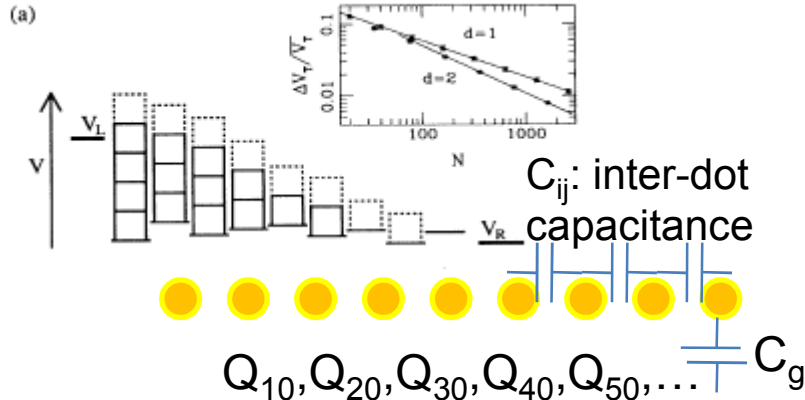 (a)
ΔV_T/V̅_T
0.1
0.01
d=1
d=2
100
1000
N
V_L
V
V_R
C_ij: inter-dot
capacitance
C_g
Q_10,Q_20,Q_30,Q_40,Q_50,…